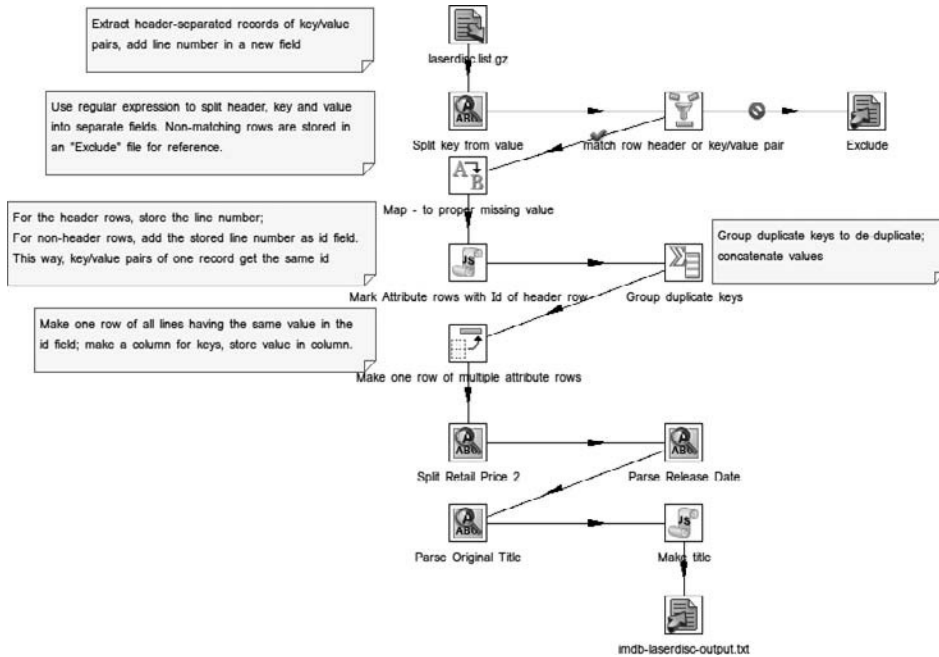 Extract header-separated records of key/value
pairs, add line number in a new field
laserdisc.list.gz
Use regular expression to split header, key and value
into separate fields. Non-matching rows are stored in
an "Exclude" file for reference.
A
ABC
Split key from value
match row header or key/value pair
Exclude
A
B
Map - to proper missing value
For the header rows, store the line number;
For non-header rows, add the stored line number as id field.
This way, key/value pairs of one record get the same id
Group duplicate keys to de duplicate;
concatenate values
JS
Mark Attribute rows with Id of header row
Group duplicate keys
Make one row of all lines having the same value in the
id field; make a column for keys, store value in column.
Make one row of multiple attribute rows
A
ABC
A
ABC
Split Retail Price 2
Parse Release Date
A
ABC
JS
Parse Original Title
Make title
imdb-laserdisc-output.txt